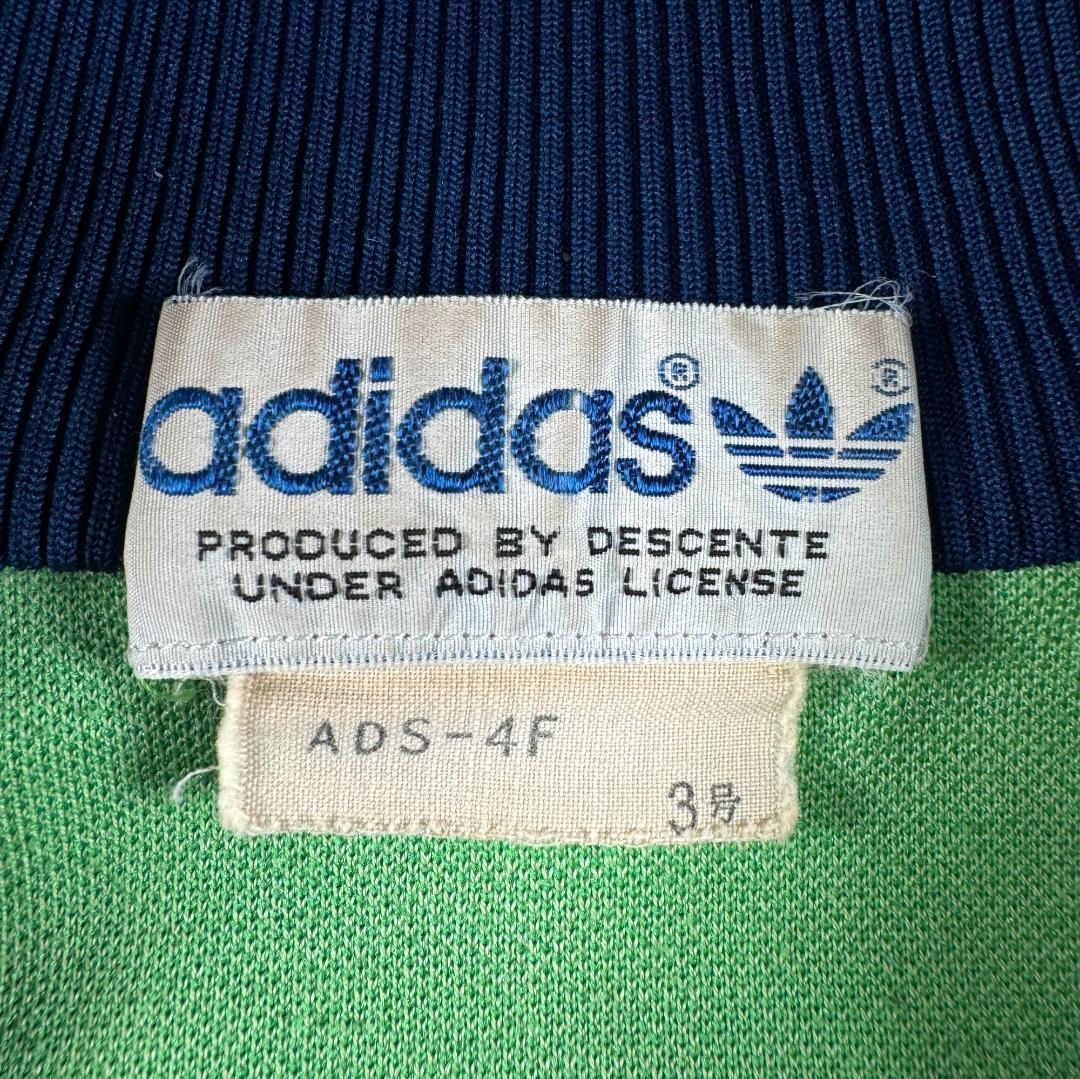 adidas® ®
PRODUCED BY DESCENTE
UNDER ADIDAS LICENSE
ADS-4F
3号